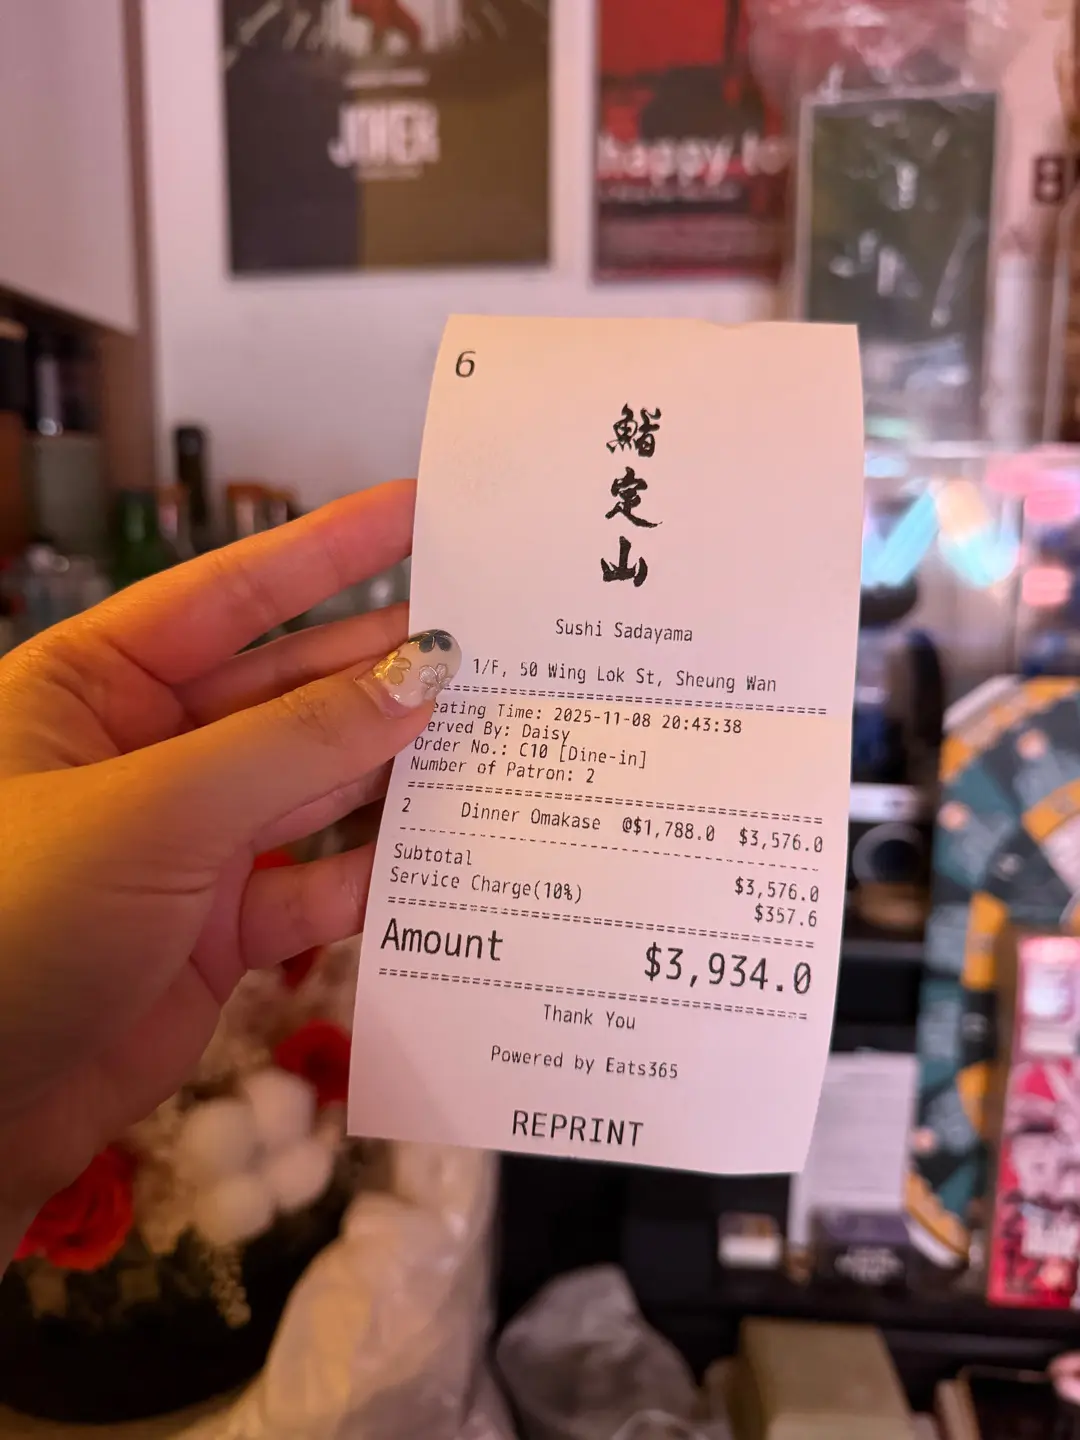 JOKER
happy to
6
鮨
定
山
Sushi Sadayama
1/F, 50 Wing Lok St, Sheung Wan
eating Time: 2025-11-08 20:43:38
erved By: Daisy
Order No.: C10 [Dine-in]
Number of Patron: 2
2 Dinner Omakase @$1,788.0 $3,576.0
Subtotal $3,576.0
Service Charge(10%) $357.6
Amount $3,934.0
Thank You
Powered by Eats365
REPRINT